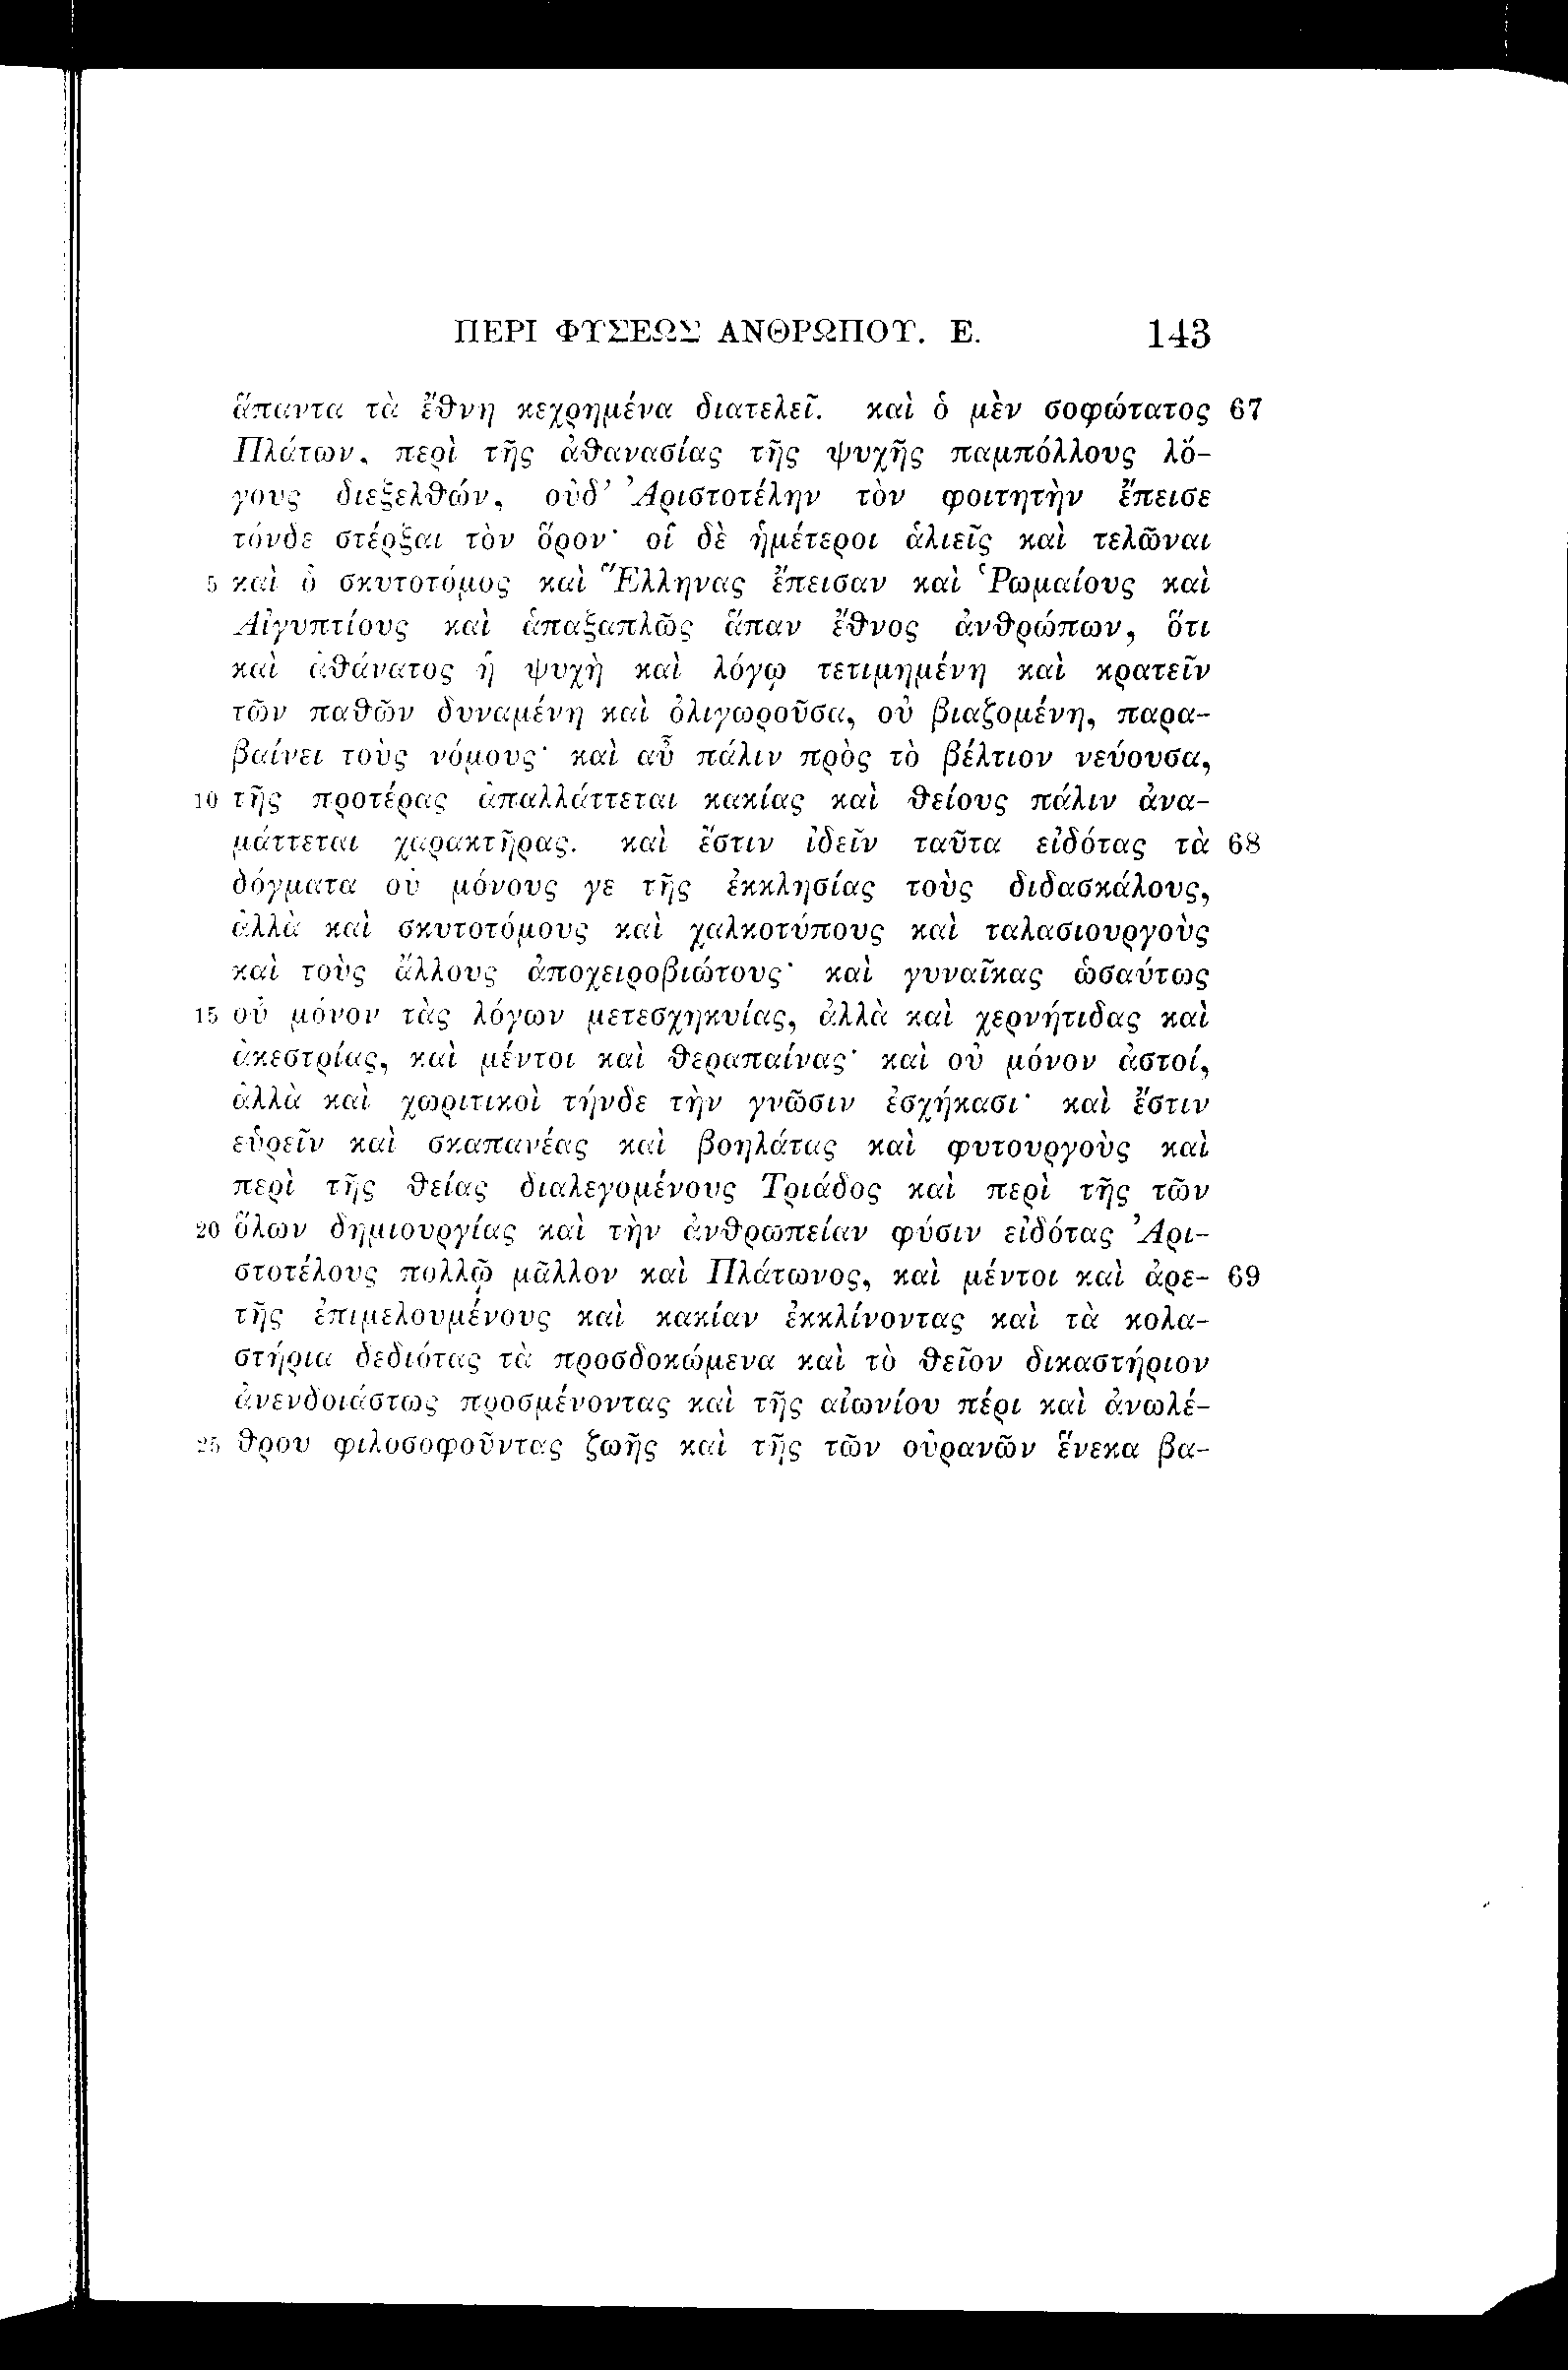 ΠΕΡΙ ΦΥΣΕΩΣ ΑΝΘΡΩΠΟΥ. Ε. 143
ἅπαντα τὰ ἔθνη κεχρημένα διατελεῖ. καὶ ὁ μὲν σοφώτατος 67
Πλάτων, περὶ τῆς ἀθανασίας τῆς ψυχῆς παμπόλλους λό-
γους διεξελθών, οὐδ’ Ἀριστοτέλην τὸν φοιτητὴν ἔπεισε
τόνδε στέρξαι τὸν ὅρον· οἱ δὲ ἡμέτεροι ἁλιεῖς καὶ τελῶναι
5 καὶ ὁ σκυτοτόμος καὶ Ἕλληνας ἔπεισαν καὶ Ῥωμαίους καὶ
Αἰγυπτίους καὶ ἁπαξαπλῶς ἅπαν ἔθνος ἀνθρώπων, ὅτι
καὶ ἀθάνατος ἡ ψυχὴ καὶ λόγῳ τετιμημένη καὶ κρατεῖν
τῶν παθῶν δυναμένη καὶ ὀλιγωροῦσα, οὐ βιαζομένη, παρα-
βαίνει τοὺς νόμους· καὶ αὖ πάλιν πρὸς τὸ βέλτιον νεύουσα,
10 τῆς προτέρας ἀπαλλάττεται κακίας καὶ θείους πάλιν ἀνα-
μάττεται χαρακτῆρας. καὶ ἔστιν ἰδεῖν ταῦτα εἰδότας τὰ 68
δόγματα οὐ μόνους γε τῆς ἐκκλησίας τοὺς διδασκάλους,
ἀλλὰ καὶ σκυτοτόμους καὶ χαλκοτύπους καὶ ταλασιουργοὺς
καὶ τοὺς ἄλλους ἀποχειροβιώτους· καὶ γυναῖκας ὡσαύτως
15 οὐ μόνον τὰς λόγων μετεσχηκυίας, ἀλλὰ καὶ χερνήτιδας καὶ
ἀκεστρίας, καὶ μέντοι καὶ θεραπαίνας· καὶ οὐ μόνον ἀστοί,
ἀλλὰ καὶ χωριτικοὶ τήνδε τὴν γνῶσιν ἐσχήκασι· καὶ ἔστιν
εὑρεῖν καὶ σκαπανέας καὶ βοηλάτας καὶ φυτουργοὺς καὶ
περὶ τῆς θείας διαλεγομένους Τριάδος καὶ περὶ τῆς τῶν
20 ὅλων δημιουργίας καὶ τὴν ἀνθρωπείαν φύσιν εἰδότας Ἀρι-
στοτέλους πολλῷ μᾶλλον καὶ Πλάτωνος, καὶ μέντοι καὶ ἀρε- 69
τῆς ἐπιμελουμένους καὶ κακίαν ἐκκλίνοντας καὶ τὰ κολα-
στήρια δεδιότας τὰ προσδοκώμενα καὶ τὸ θεῖον δικαστήριον
ἀνενδοιάστως προσμένοντας καὶ τῆς αἰωνίου πέρι καὶ ἀνωλέ-
25 θρου φιλοσοφοῦντας ζωῆς καὶ τῆς τῶν οὐρανῶν ἕνεκα βα-